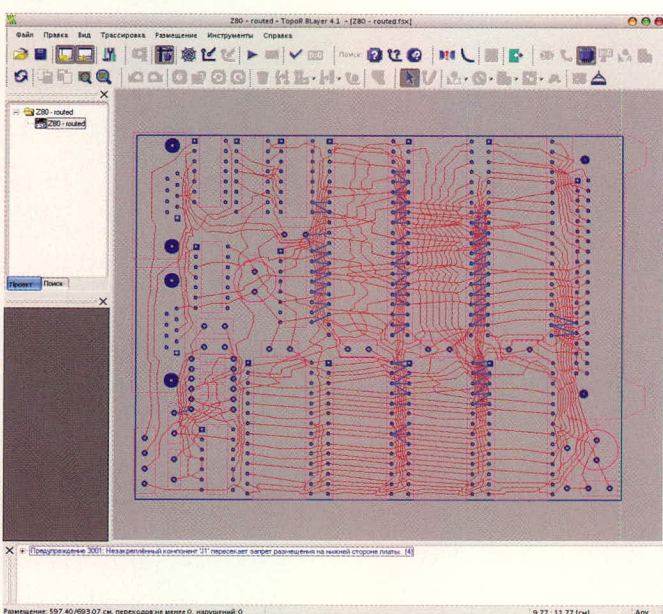 Z80 - routed - TopoR 8Layer 4.1 - [Z80 - routed.fsx]
Файл Правка Вид Трассировка Размещение Инструменты Справка
Поиск:
Z80 - routed
Z80 - routed
Проект Поиск
Предупреждение 3001: Незакреплённый компонент 'J1' пересекает запрет размещения на нижней стороне платы. [4]
Размещение: 597.40/693.07 см, переходов не менее 0, нарушений: 0
9.77 : 11.77 [см]